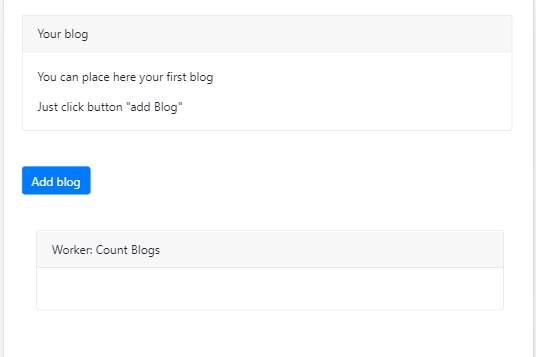 Your blog
You can place here your first blog
Just click button "add Blog"
Add blog
Worker: Count Blogs